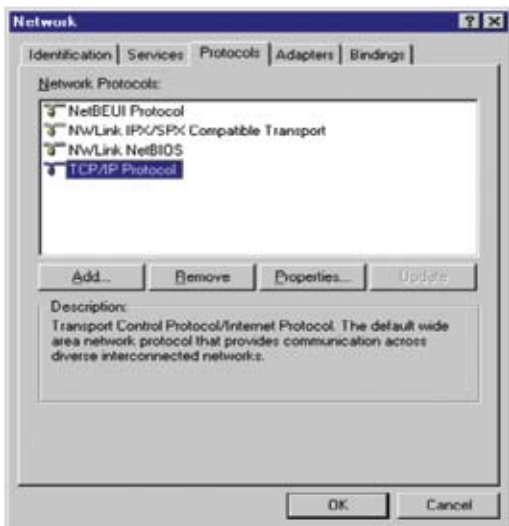 Network
Identification Services Protocols Adapters Bindings
Network Protocols:
NetBEUI Protocol
NWLink IPX/SPX Compatible Transport
NWLink NetBIOS
TCP/IP Protocol
Add... Remove Properties... Update
Description:
Transport Control Protocol/Internet Protocol. The default wide
area network protocol that provides communication across
diverse interconnected networks.
OK Cancel